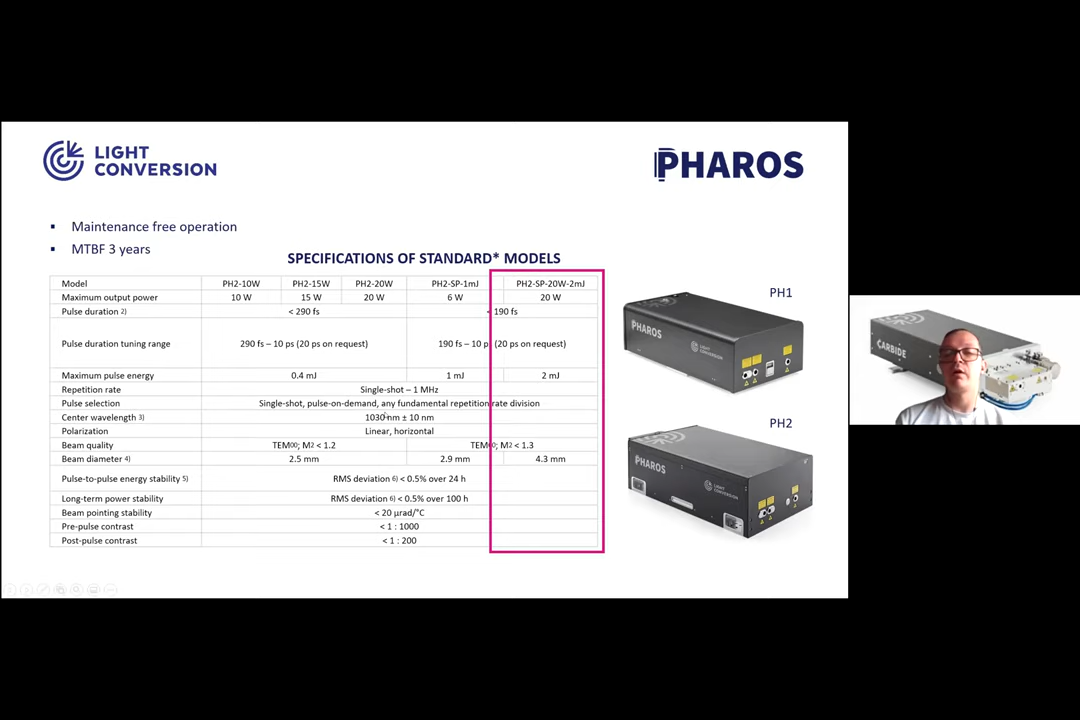 LIGHT
CONVERSION
PHAROS
▪ Maintenance free operation
▪ MTBF 3 years
SPECIFICATIONS OF STANDARD* MODELS
Model PH2-10W PH2-15W PH2-20W PH2-SP-1mJ PH2-SP-20W-2mJ
Maximum output power 10 W 15 W 20 W 6 W 20 W
Pulse duration 2) < 290 fs < 190 fs
Pulse duration tuning range 290 fs – 10 ps (20 ps on request) 190 fs – 10 ps (20 ps on request)
Maximum pulse energy 0.4 mJ 1 mJ 2 mJ
Repetition rate Single-shot – 1 MHz
Pulse selection Single-shot, pulse-on-demand, any fundamental repetition rate division
Center wavelength 3) 1030 nm ± 10 nm
Polarization Linear, horizontal
Beam quality TEM00; M2 < 1.2 TEM00; M2 < 1.3
Beam diameter 4) 2.5 mm 2.9 mm 4.3 mm
Pulse-to-pulse energy stability 5) RMS deviation 6) < 0.5% over 24 h
Long-term power stability RMS deviation 6) < 0.5% over 100 h
Beam pointing stability < 20 µrad/°C
Pre-pulse contrast < 1 : 1000
Post-pulse contrast < 1 : 200
PH1
PHAROS
LIGHT CONVERSION
PH2
PHAROS
LIGHT CONVERSION
CARBIDE